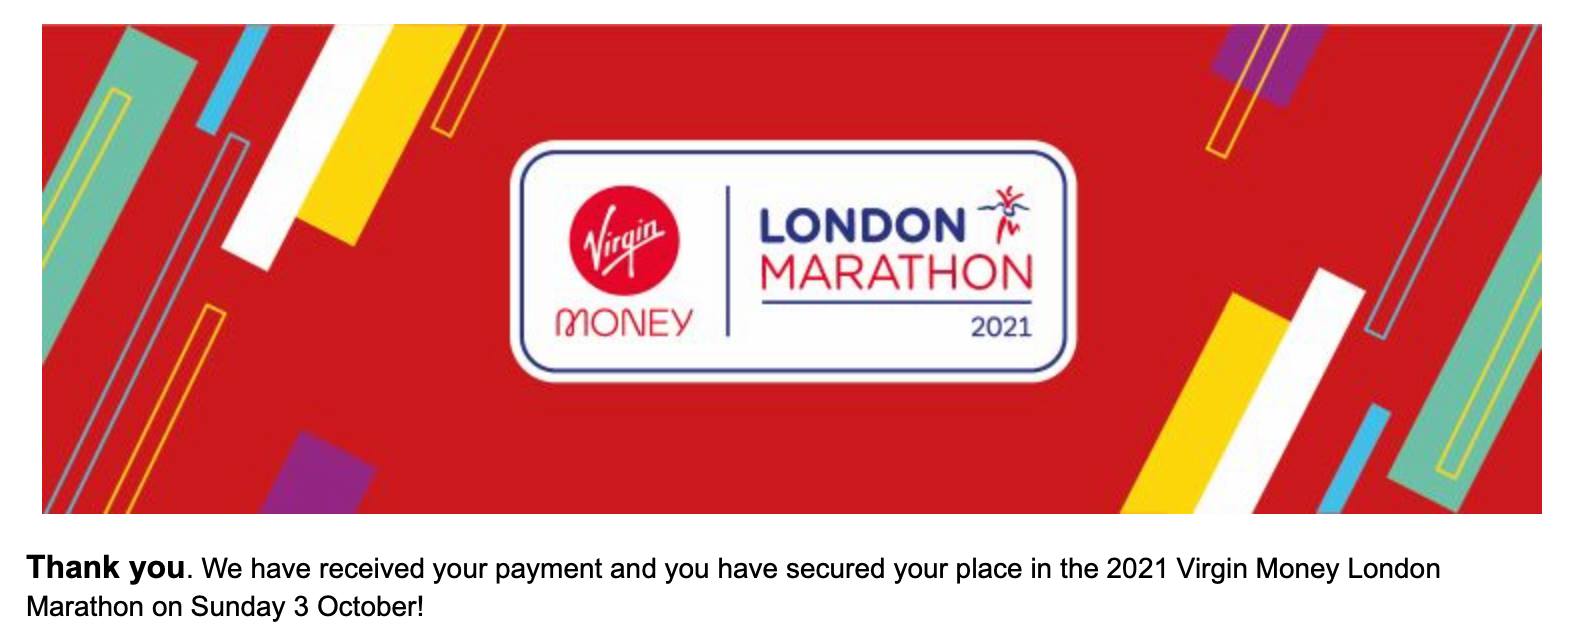 Virgin
MONEY
LONDON
MARATHON
2021
Thank you. We have received your payment and you have secured your place in the 2021 Virgin Money London
Marathon on Sunday 3 October!